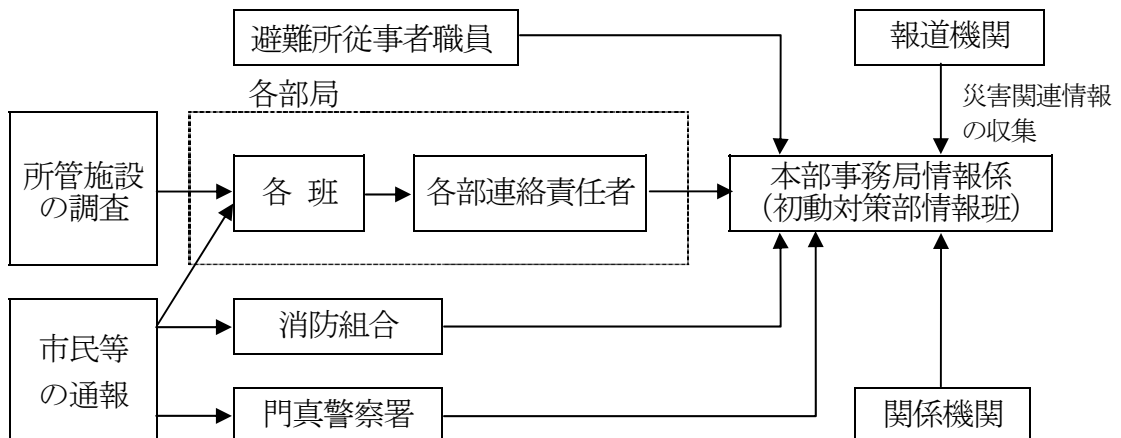 避難所従事者職員
報道機関
各部局
災害関連情報
の収集
所管施設
の調査
各 班
各部連絡責任者
本部事務局情報係
(初動対策部情報班)
市民等
の通報
消防組合
門真警察署
関係機関